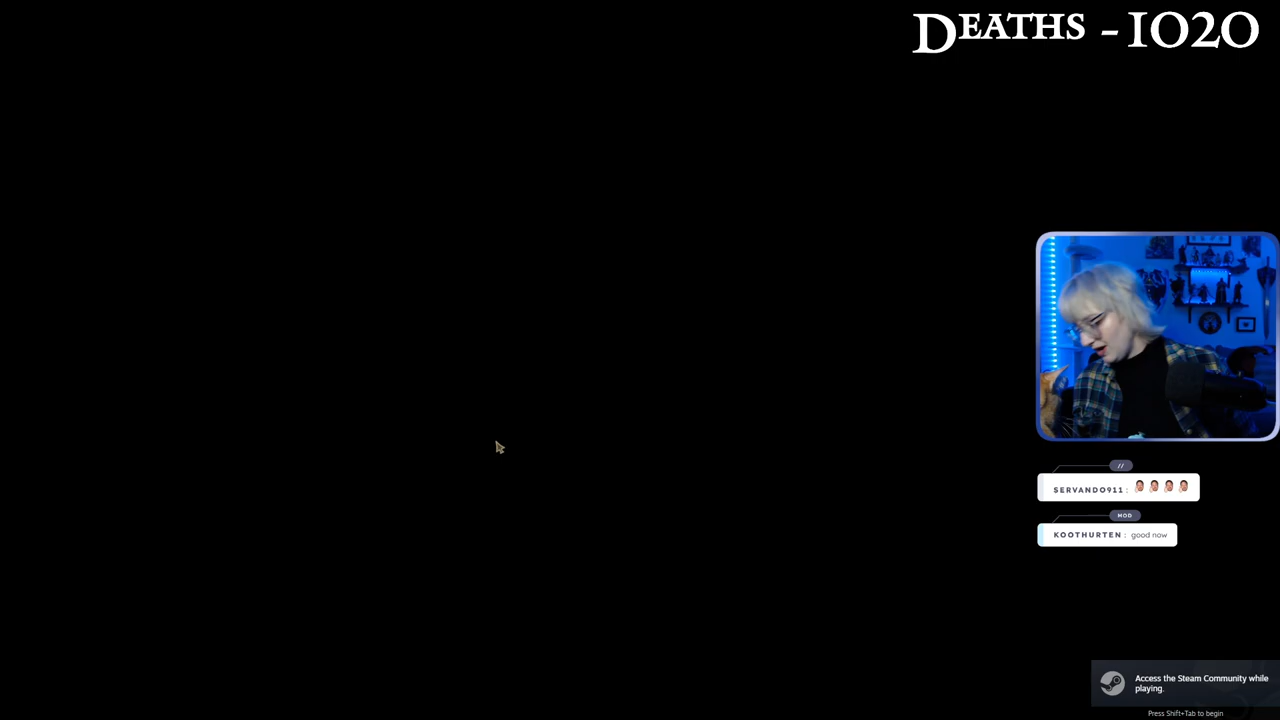 DEATHS - 1020
//
SERVANDO911 :
MOD
KOOTHURTEN : good now
Access the Steam Community while
playing.
Press Shift+Tab to begin